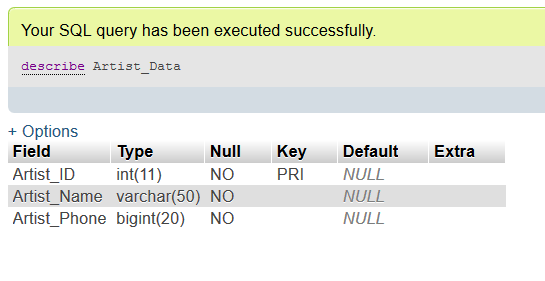 Your SQL query has been executed successfully.
describe Artist_Data
+ Options
Field Type Null Key Default Extra
Artist_ID int(11) NO PRI NULL
Artist_Name varchar(50) NO NULL
Artist_Phone bigint(20) NO NULL